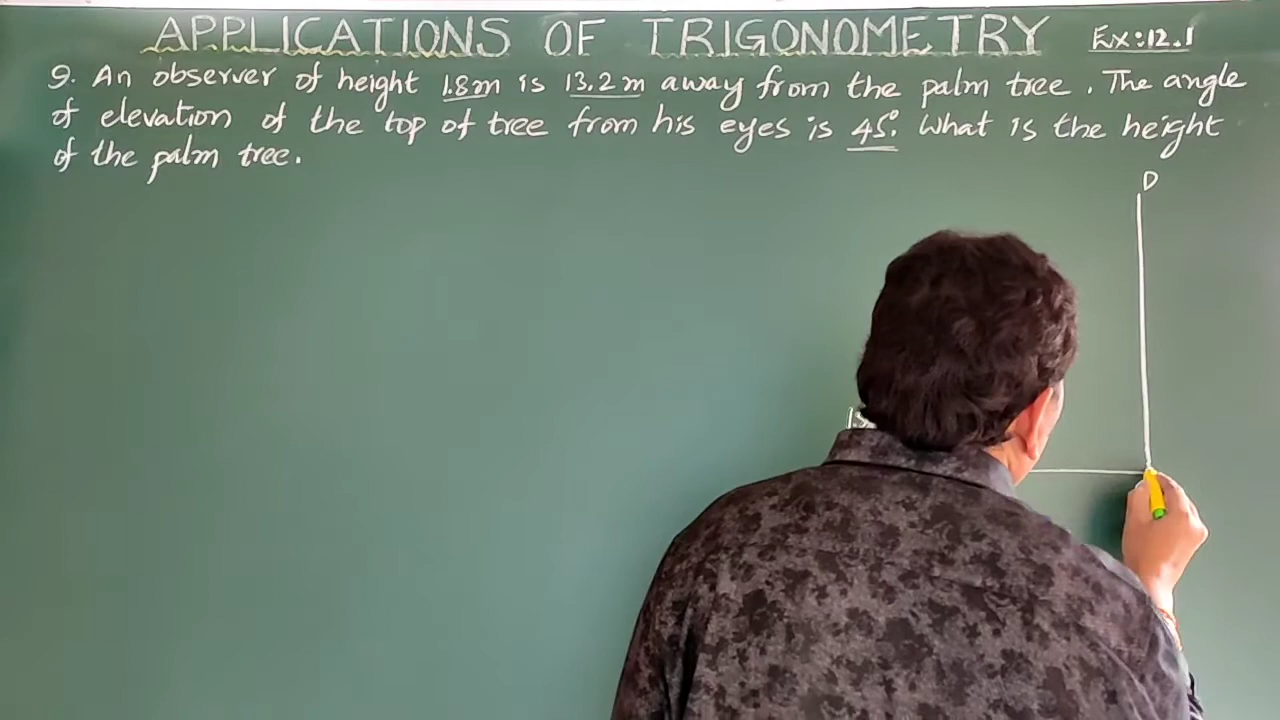 APPLICATIONS OF TRIGONOMETRY Ex:12.1
9. An observer of height 1.8m is 13.2m away from the palm tree. The angle
of elevation of the top of tree from his eyes is 45°. What is the height
of the palm tree.
D